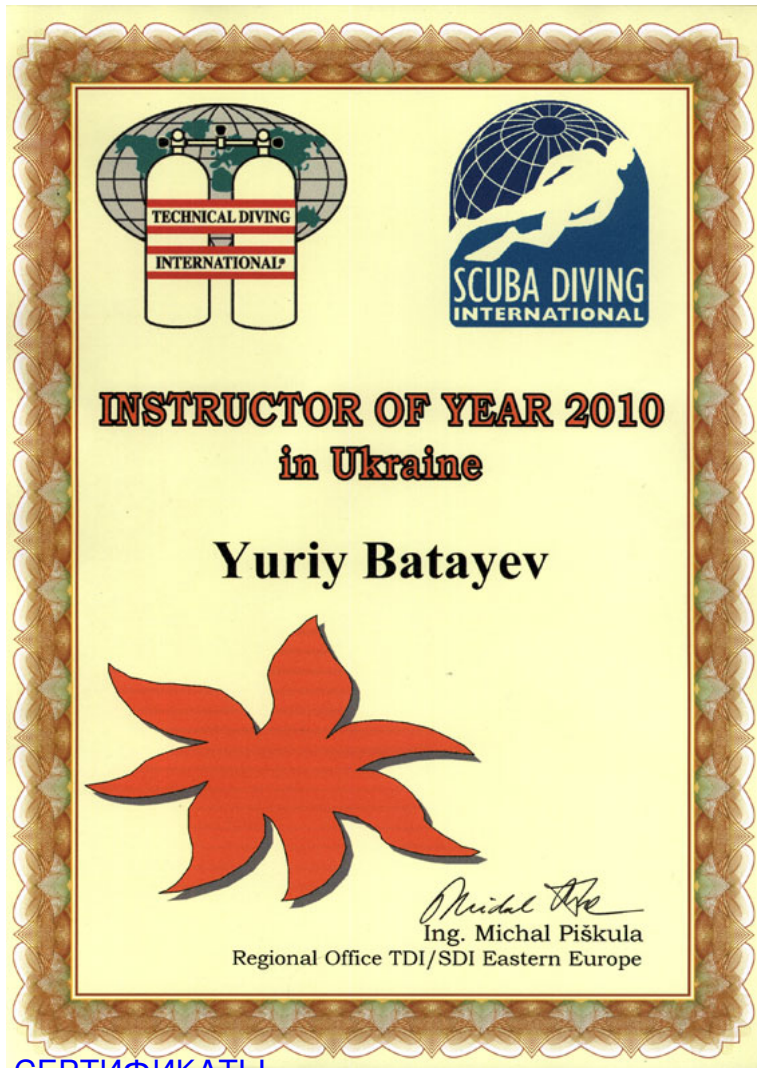 TECHNICAL DIVING
INTERNATIONAL®
SCUBA DIVING
INTERNATIONAL
INSTRUCTOR OF YEAR 2010
in Ukraine
Yuriy Batayev
Ing. Michal Piškula
Regional Office TDI/SDI Eastern Europe
СЕРТИФИКАТЫ